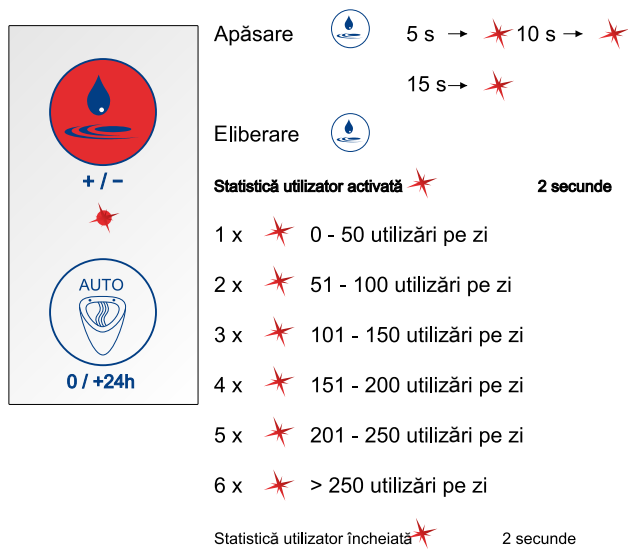 Apăsare 5 s → 10 s →
15 s→
Eliberare
+ / −
Statistică utilizator activată 2 secunde
1 x 0 - 50 utilizări pe zi
2 x 51 - 100 utilizări pe zi
AUTO
3 x 101 - 150 utilizări pe zi
0 / +24h
4 x 151 - 200 utilizări pe zi
5 x 201 - 250 utilizări pe zi
6 x > 250 utilizări pe zi
Statistică utilizator încheiată 2 secunde